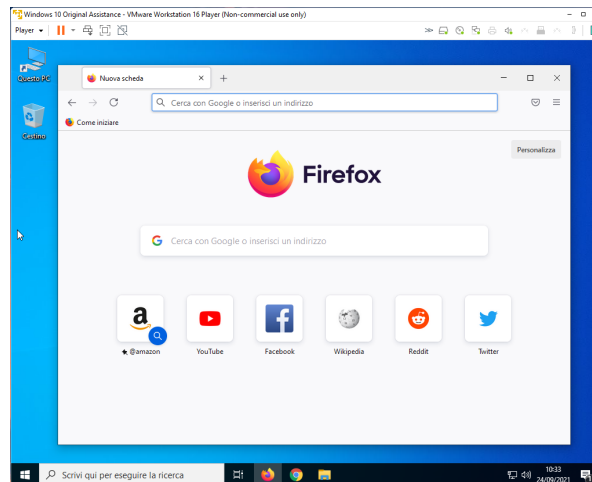 Windows 10 Original Assistance - VMware Workstation 16 Player (Non-commercial use only)
Player
Questo PC
Nuova scheda
Cerca con Google o inserisci un indirizzo
Come iniziare
Cestino
Personalizza
Firefox
Cerca con Google o inserisci un indirizzo
a
@amazon
YouTube
Facebook
Wikipedia
Reddit
Twitter
Scrivi qui per eseguire la ricerca
10:33
24/09/2021